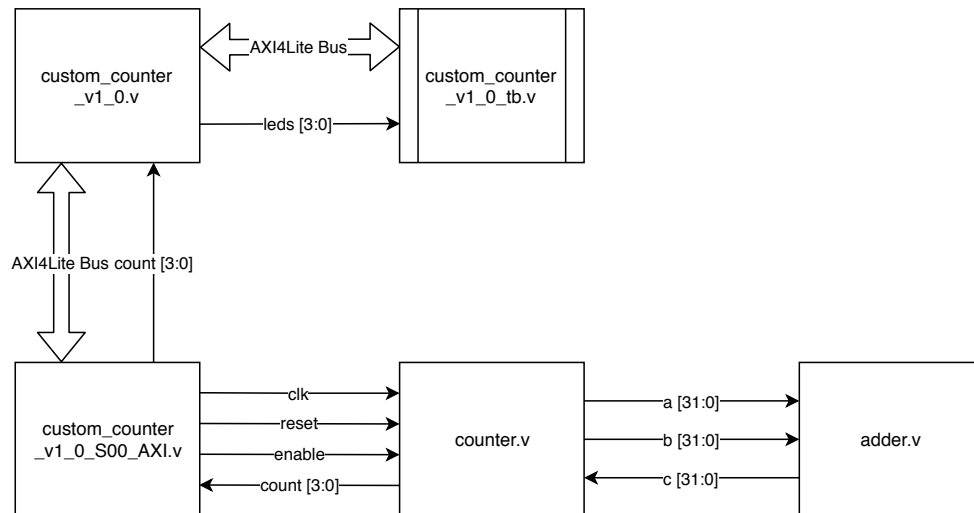 AXI4Lite Bus
custom_counter
_v1_0.v
custom_counter
_v1_0_tb.v
leds [3:0]
AXI4Lite Bus
count [3:0]
custom_counter
_v1_0_S00_AXI.v
clk
reset
enable
count [3:0]
counter.v
a [31:0]
b [31:0]
c [31:0]
adder.v